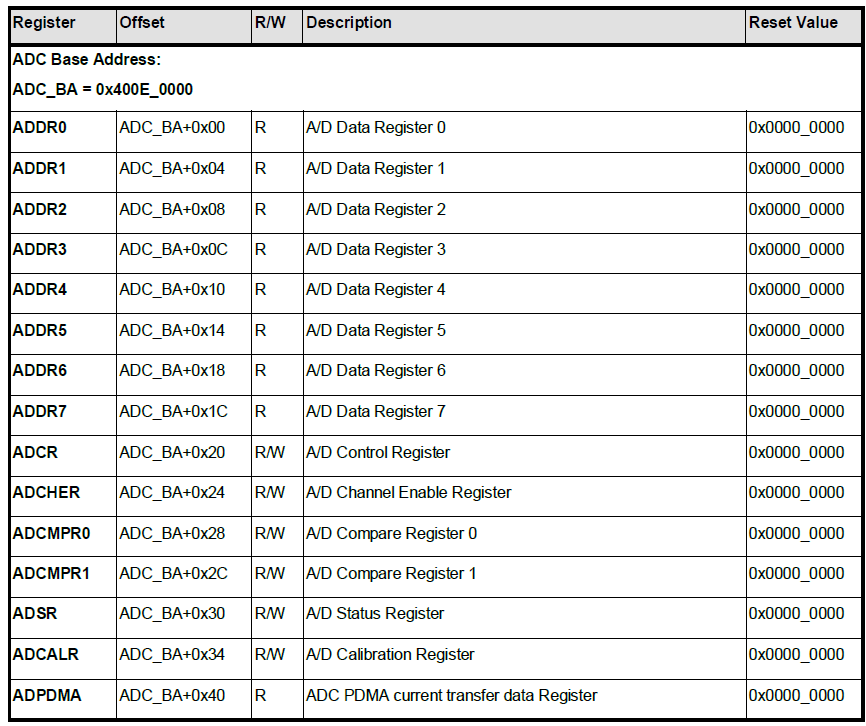 Register Offset R/W Description Reset Value
ADC Base Address:
ADC_BA = 0x400E_0000
ADDR0 ADC_BA+0x00 R A/D Data Register 0 0x0000_0000
ADDR1 ADC_BA+0x04 R A/D Data Register 1 0x0000_0000
ADDR2 ADC_BA+0x08 R A/D Data Register 2 0x0000_0000
ADDR3 ADC_BA+0x0C R A/D Data Register 3 0x0000_0000
ADDR4 ADC_BA+0x10 R A/D Data Register 4 0x0000_0000
ADDR5 ADC_BA+0x14 R A/D Data Register 5 0x0000_0000
ADDR6 ADC_BA+0x18 R A/D Data Register 6 0x0000_0000
ADDR7 ADC_BA+0x1C R A/D Data Register 7 0x0000_0000
ADCR ADC_BA+0x20 R/W A/D Control Register 0x0000_0000
ADCHER ADC_BA+0x24 R/W A/D Channel Enable Register 0x0000_0000
ADCMPR0 ADC_BA+0x28 R/W A/D Compare Register 0 0x0000_0000
ADCMPR1 ADC_BA+0x2C R/W A/D Compare Register 1 0x0000_0000
ADSR ADC_BA+0x30 R/W A/D Status Register 0x0000_0000
ADCALR ADC_BA+0x34 R/W A/D Calibration Register 0x0000_0000
ADPDMA ADC_BA+0x40 R ADC PDMA current transfer data Register 0x0000_0000